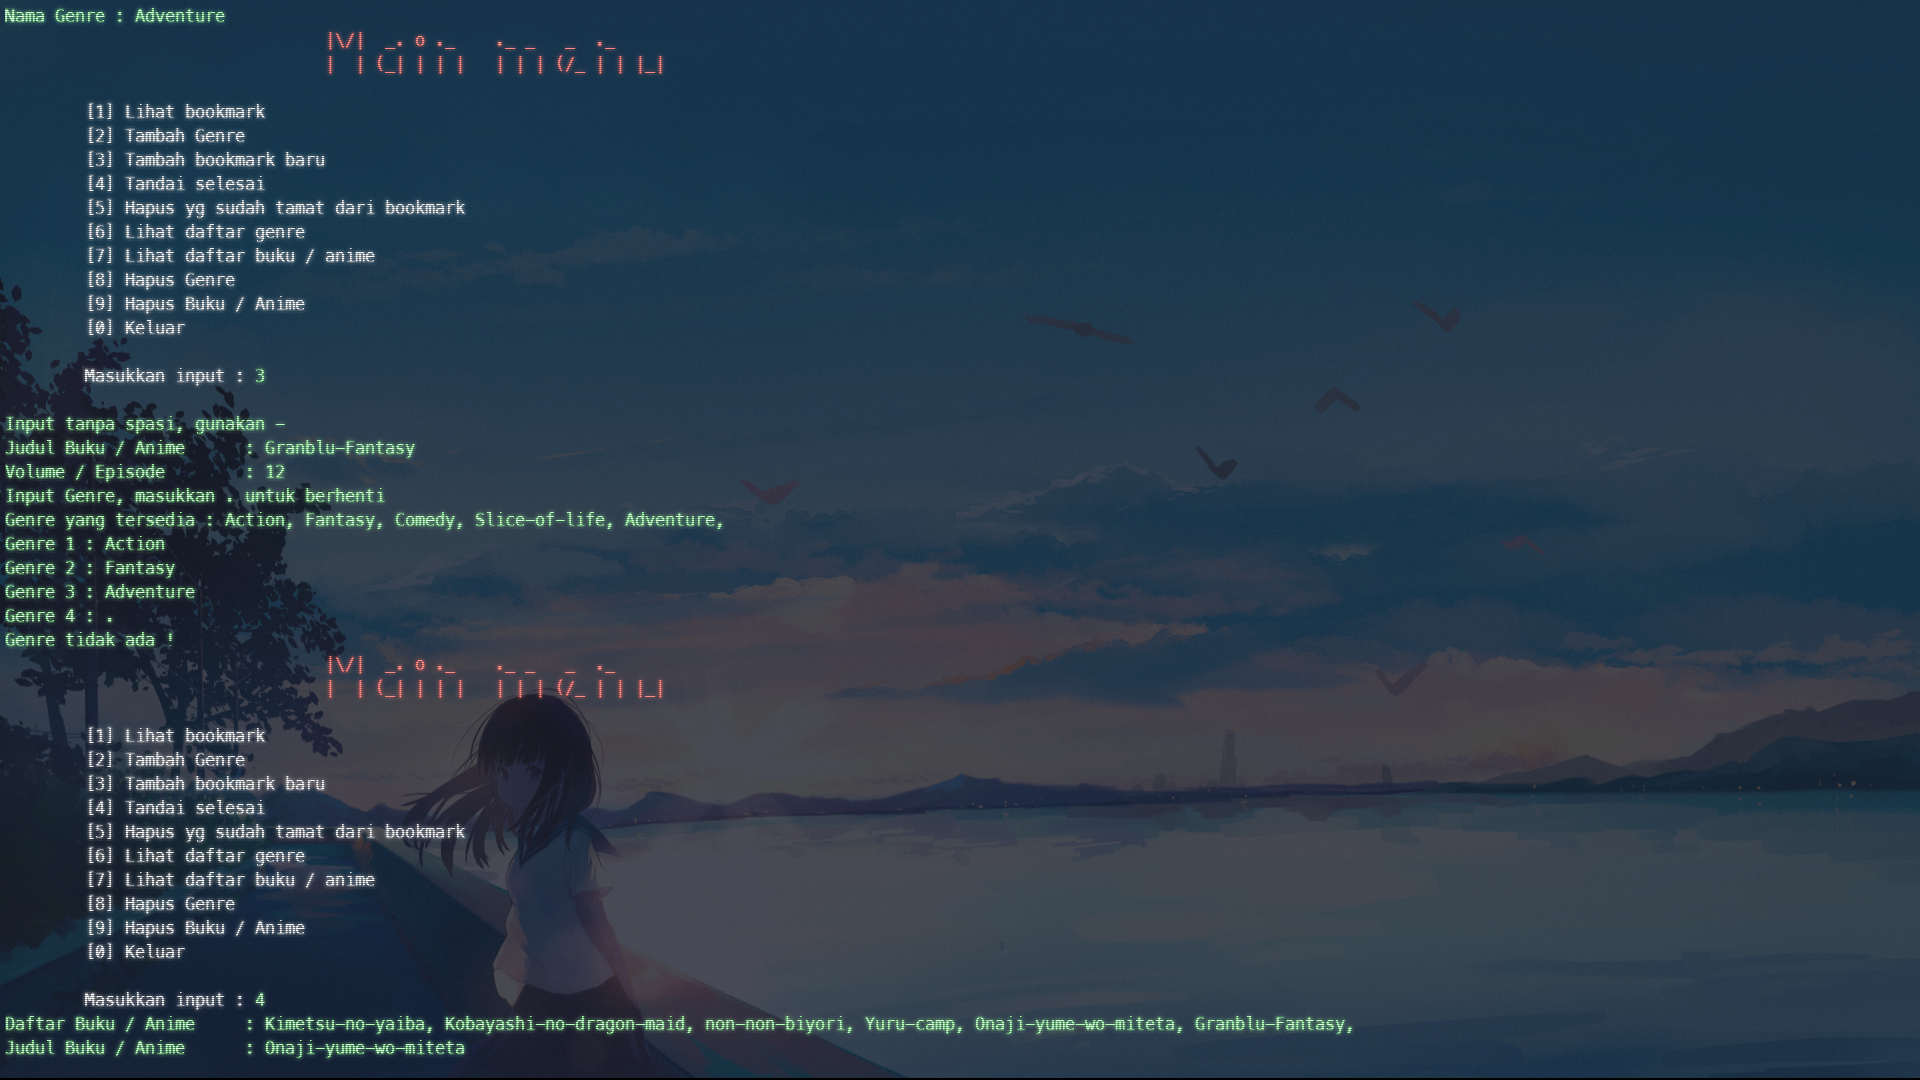 Nama Genre : Adventure
Main menu
[1] Lihat bookmark
[2] Tambah Genre
[3] Tambah bookmark baru
[4] Tandai selesai
[5] Hapus yg sudah tamat dari bookmark
[6] Lihat daftar genre
[7] Lihat daftar buku / anime
[8] Hapus Genre
[9] Hapus Buku / Anime
[0] Keluar
Masukkan input : 3
Input tanpa spasi, gunakan -
Judul Buku / Anime : Granblu-Fantasy
Volume / Episode : 12
Input Genre, masukkan . untuk berhenti
Genre yang tersedia : Action, Fantasy, Comedy, Slice-of-life, Adventure,
Genre 1 : Action
Genre 2 : Fantasy
Genre 3 : Adventure
Genre 4 : .
Genre tidak ada !
Main menu
[1] Lihat bookmark
[2] Tambah Genre
[3] Tambah bookmark baru
[4] Tandai selesai
[5] Hapus yg sudah tamat dari bookmark
[6] Lihat daftar genre
[7] Lihat daftar buku / anime
[8] Hapus Genre
[9] Hapus Buku / Anime
[0] Keluar
Masukkan input : 4
Daftar Buku / Anime : Kimetsu-no-yaiba, Kobayashi-no-dragon-maid, non-non-biyori, Yuru-camp, Onaji-yume-wo-miteta, Granblu-Fantasy,
Judul Buku / Anime : Onaji-yume-wo-miteta